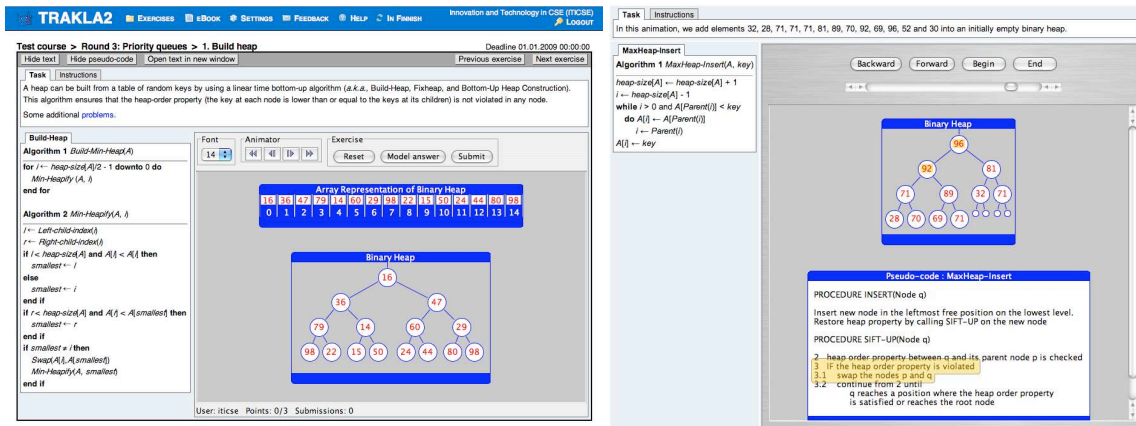 TRAKLA2
Exercises
eBook
Settings
Feedback
Help
In Finnish
Innovation and Technology in CSE (ITiCSE)
Logout
Test course > Round 3: Priority queues > 1. Build heap
Deadline 01.01.2009 00:00:00
Hide text
Hide pseudo-code
Open text in new window
Previous exercise
Next exercise
Task
Instructions
A heap can be built from a table of random keys by using a linear time bottom-up algorithm (a.k.a., Build-Heap, Fixheap, and Bottom-Up Heap Construction).
This algorithm ensures that the heap-order property (the key at each node is lower than or equal to the keys at its children) is not violated in any node.
Some additional problems.
Build-Heap
Algorithm 1 Build-Min-Heap(A)
for i ← heap-size[A]/2 - 1 downto 0 do
Min-Heapify (A, i)
end for
Algorithm 2 Min-Heapify(A, i)
l ← Left-child-index(i)
r ← Right-child-index(i)
if l < heap-size[A] and A[l] < A[i] then
smallest ← l
else
smallest ← i
end if
if r < heap-size[A] and A[r] < A[smallest] then
smallest ← r
end if
if smallest ≠ i then
Swap(A[i], A[smallest])
Min-Heapify(A, smallest)
end if
Font
14
Animator
Exercise
Reset
Model answer
Submit
Array Representation of Binary Heap
16 36 47 79 14 60 29 98 22 15 50 24 44 80 98
0 1 2 3 4 5 6 7 8 9 10 11 12 13 14
Binary Heap
16
36 47
79 14 60 29
98 22 15 50 24 44 80 98
User: iticse Points: 0/3 Submissions: 0
Task
Instructions
In this animation, we add elements 32, 28, 71, 71, 71, 81, 89, 70, 92, 69, 96, 52 and 30 into an initially empty binary heap.
MaxHeap-Insert
Algorithm 1 MaxHeap-Insert(A, key)
heap-size[A] ← heap-size[A] + 1
i ← heap-size[A] - 1
while i > 0 and A[Parent(i)] < key
do A[i] ← A[Parent(i)]
i ← Parent(i)
A[i] ← key
Backward
Forward
Begin
End
Binary Heap
96
92 81
71 89 32 71
28 70 69 71
Pseudo-code : MaxHeap-Insert
PROCEDURE INSERT(Node q)
Insert new node in the leftmost free position on the lowest level.
Restore heap property by calling SIFT-UP on the new node
PROCEDURE SIFT-UP(Node q)
2 heap order property between q and its parent node p is checked
3 IF the heap order property is violated
3.1 swap the nodes p and q
3.2 continue from 2 until
q reaches a position where the heap order property
is satisfied or reaches the root node